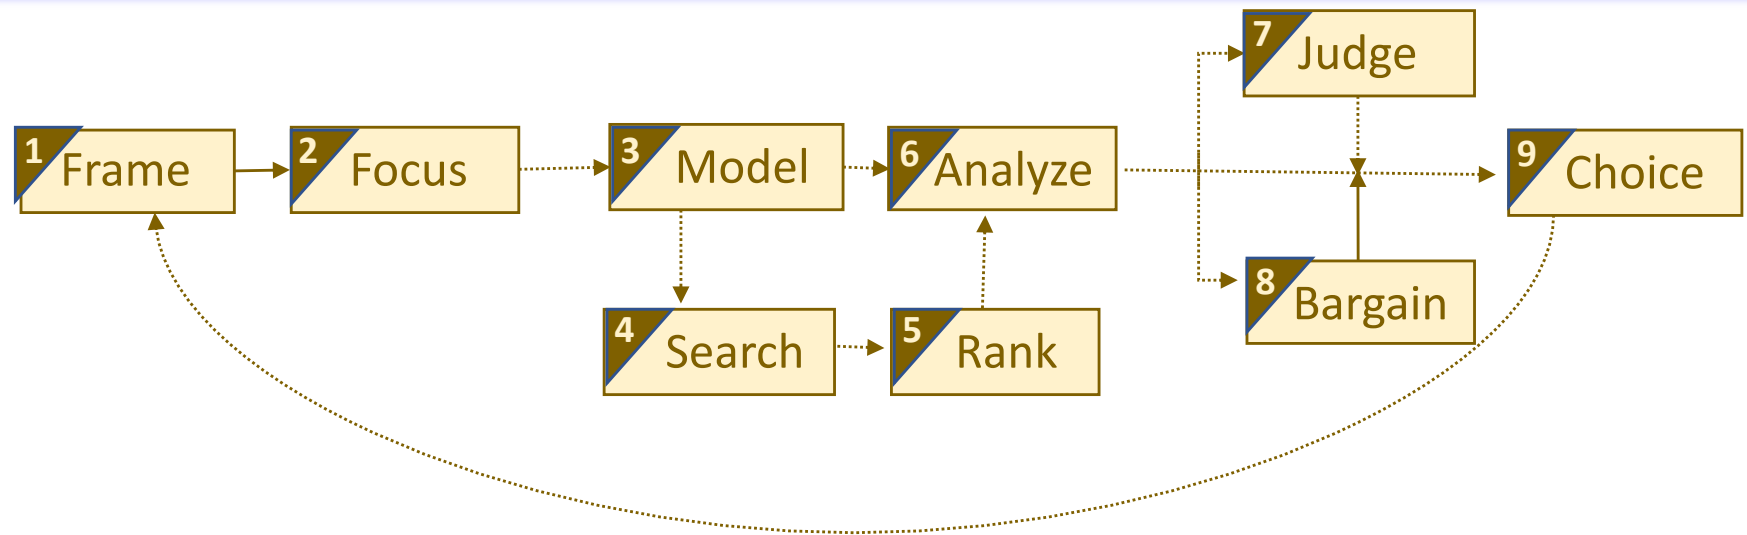 1 Frame
2 Focus
3 Model
4 Search
5 Rank
6 Analyze
7 Judge
8 Bargain
9 Choice